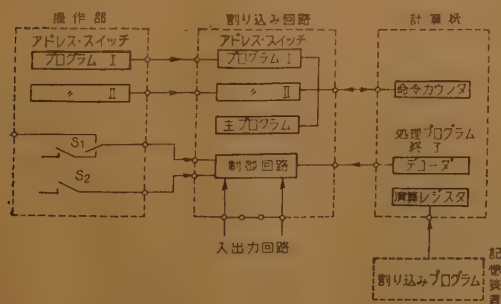 操作部
アドレス・スイッチ
プログラム I
〃 II
S1
S2
割り込み回路
アドレス・スイッチ
プログラム I
〃 II
主プログラム
制御回路
入出力回路
計算機
命令カウンタ
処理プログラム
終了
デコーダ
演算レジスタ
割り込みプログラム
記
憶
装